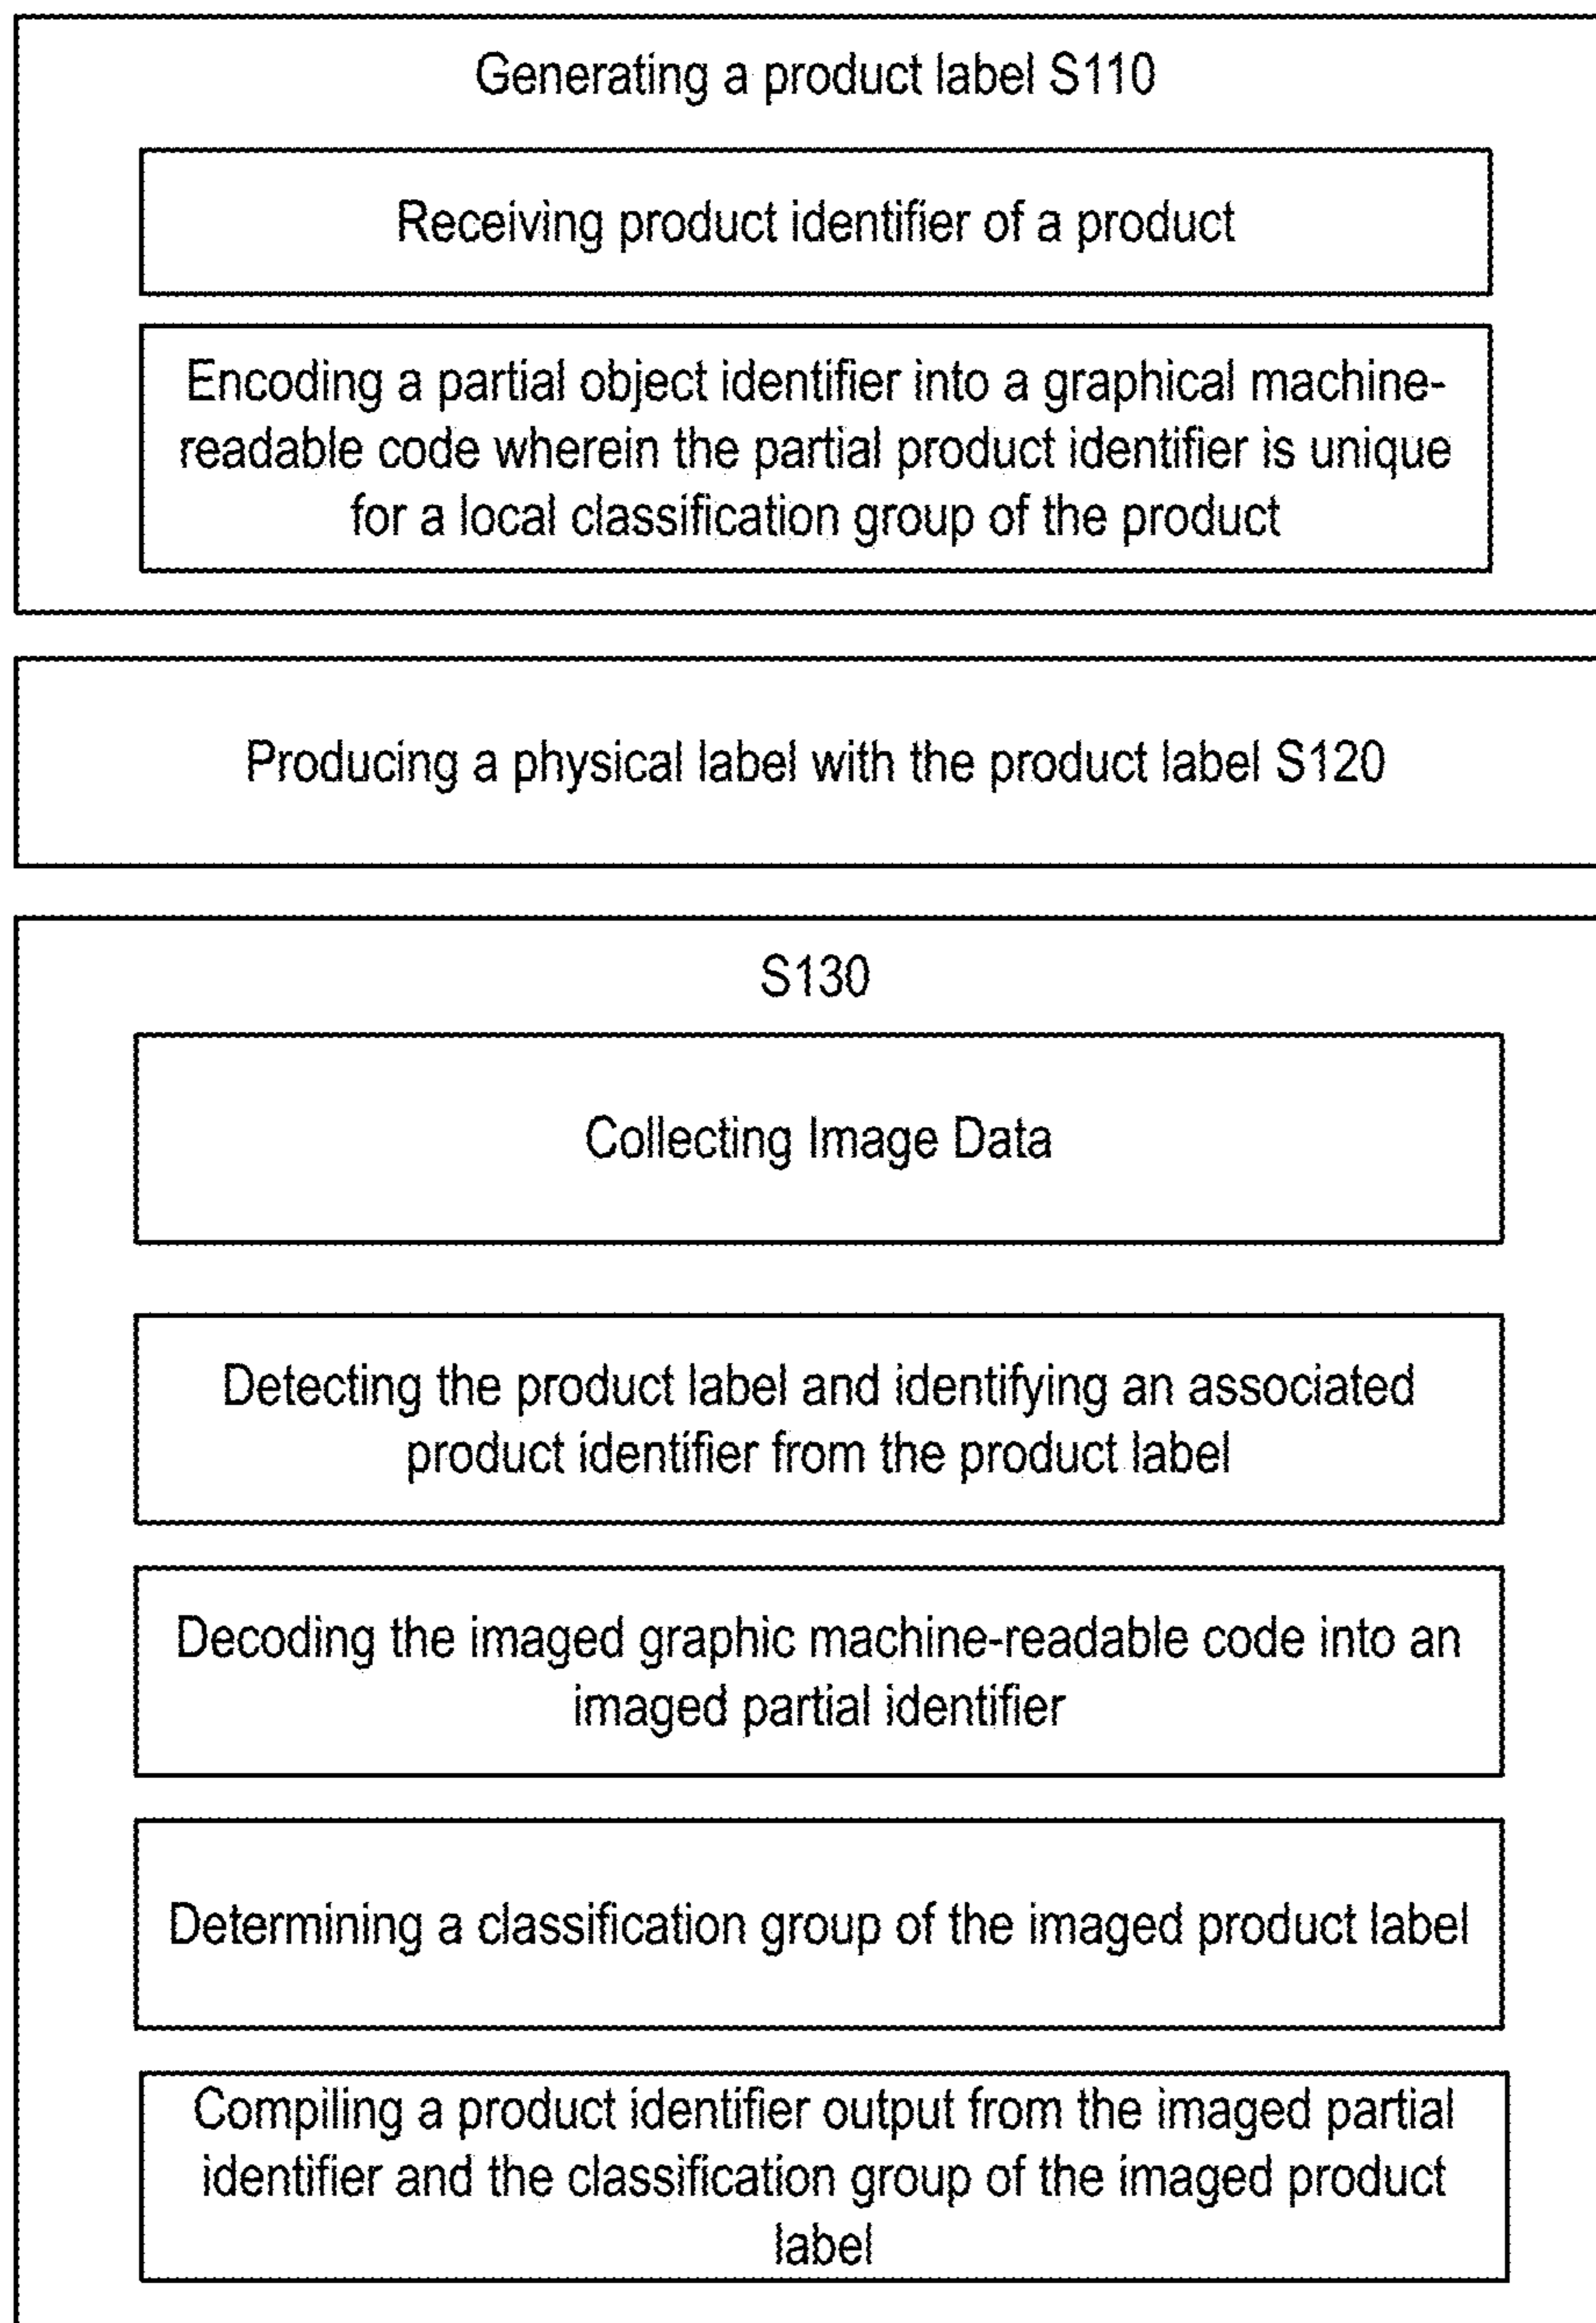 Generating a product label S110
Receiving product identifier of a product
Encoding a partial object identifier into a graphical machine-
readable code wherein the partial product identifier is unique
for a local classification group of the product
Producing a physical label with the product label S120
S130
Collecting Image Data
Detecting the product label and identifying an associated
product identifier from the product label
Decoding the imaged graphic machine-readable code into an
imaged partial identifier
Determining a classification group of the imaged product label
Compiling a product identifier output from the imaged partial
identifier and the classification group of the imaged product
label